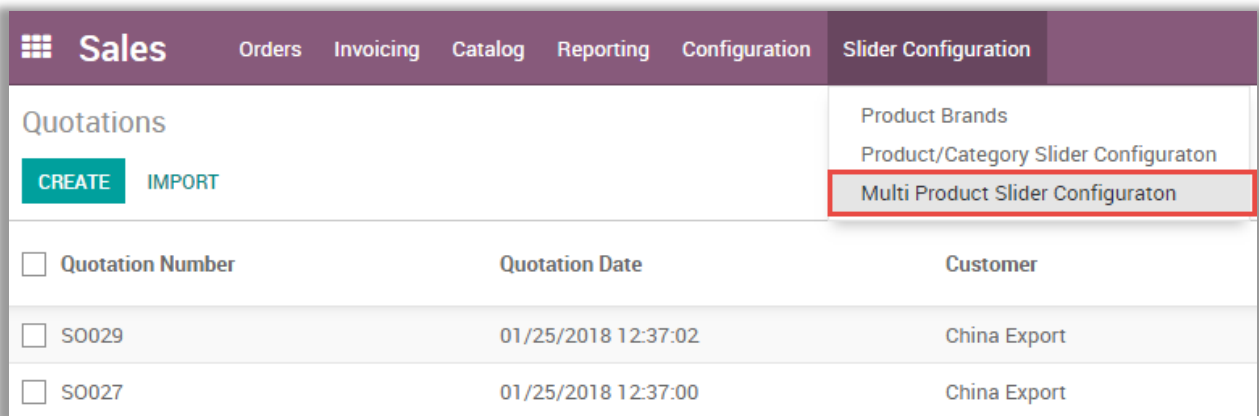 Sales Orders Invoicing Catalog Reporting Configuration Slider Configuration
Quotations
CREATE IMPORT
Product Brands
Product/Category Slider Configuraton
Multi Product Slider Configuraton
Quotation Number Quotation Date Customer
SO029 01/25/2018 12:37:02 China Export
SO027 01/25/2018 12:37:00 China Export